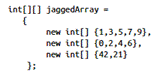 int[][] jaggedArray =
{
new int[] {1,3,5,7,9},
new int[] {0,2,4,6},
new int[] {42,21}
};